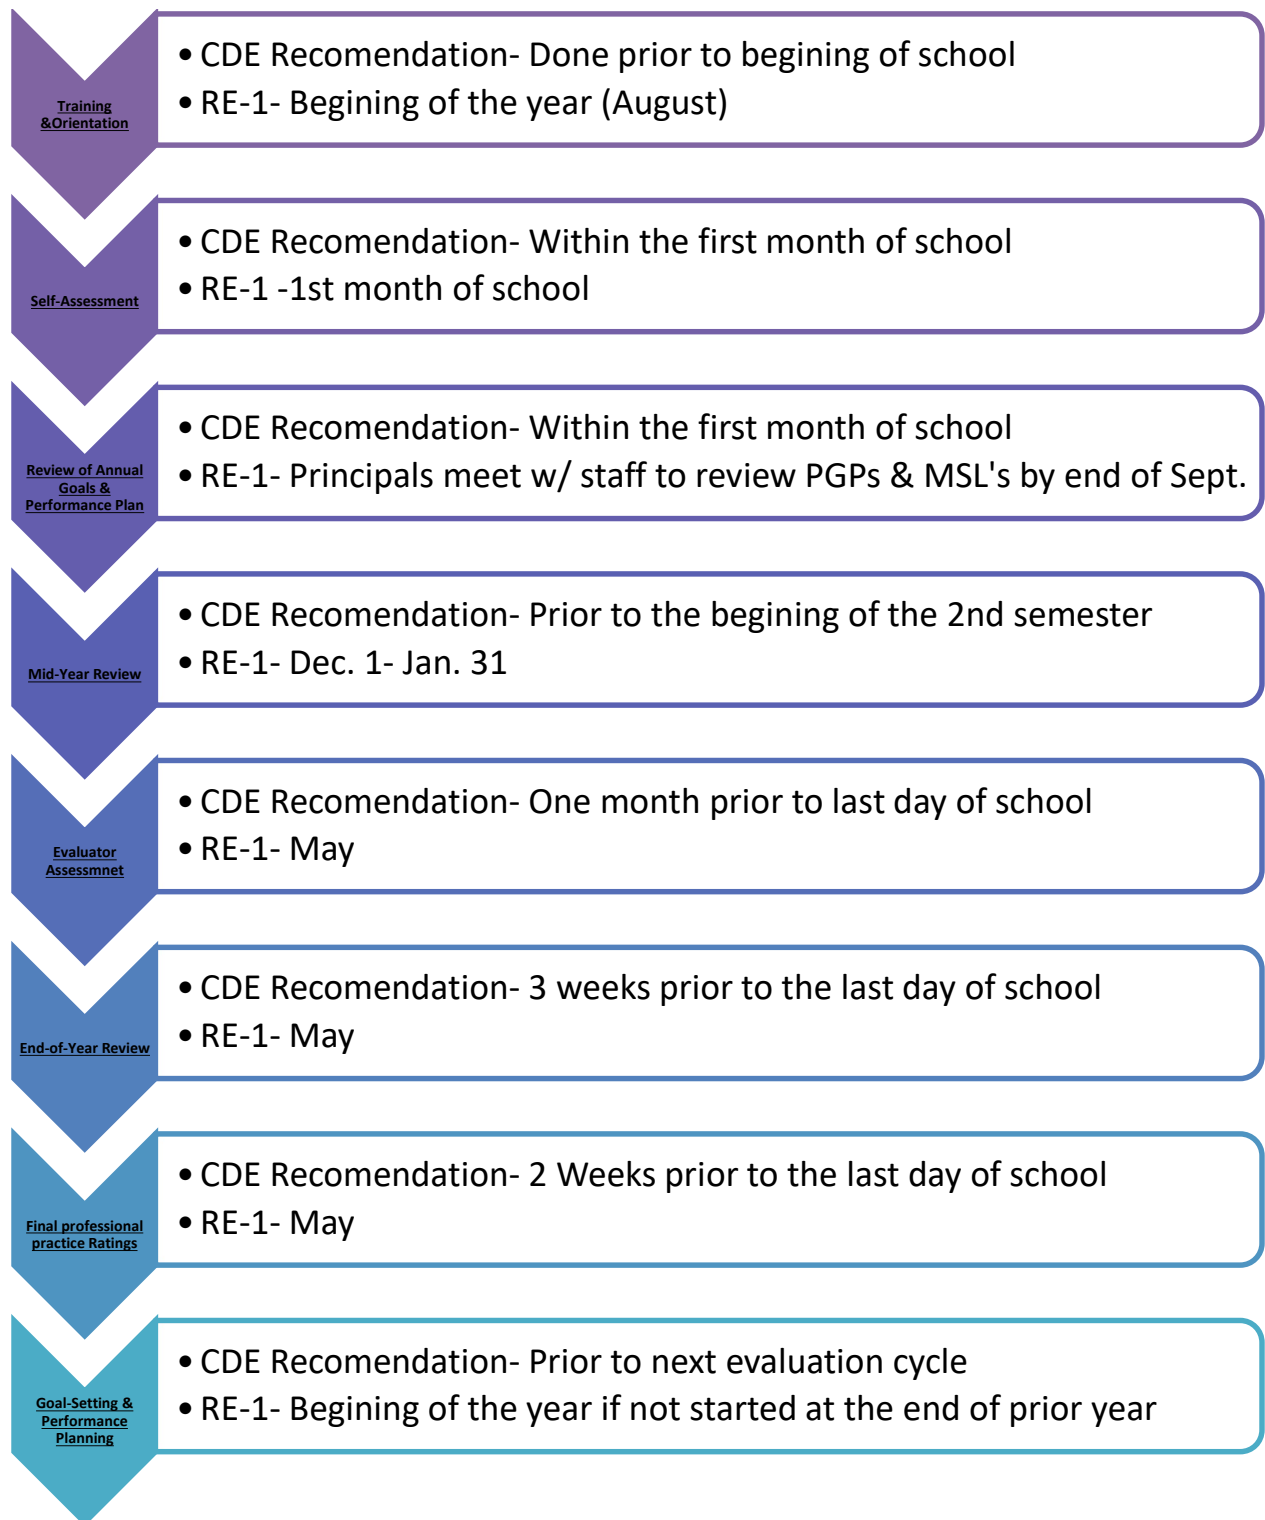 Training
&Orientation
• CDE Recomendation- Done prior to begining of school
• RE-1- Begining of the year (August)
Self-Assessment
• CDE Recomendation- Within the first month of school
• RE-1 -1st month of school
Review of Annual
Goals &
Performance Plan
• CDE Recomendation- Within the first month of school
• RE-1- Principals meet w/ staff to review PGPs & MSL's by end of Sept.
Mid-Year Review
• CDE Recomendation- Prior to the begining of the 2nd semester
• RE-1- Dec. 1- Jan. 31
Evaluator
Assessmnet
• CDE Recomendation- One month prior to last day of school
• RE-1- May
End-of-Year Review
• CDE Recomendation- 3 weeks prior to the last day of school
• RE-1- May
Final professional
practice Ratings
• CDE Recomendation- 2 Weeks prior to the last day of school
• RE-1- May
Goal-Setting &
Performance
Planning
• CDE Recomendation- Prior to next evaluation cycle
• RE-1- Begining of the year if not started at the end of prior year